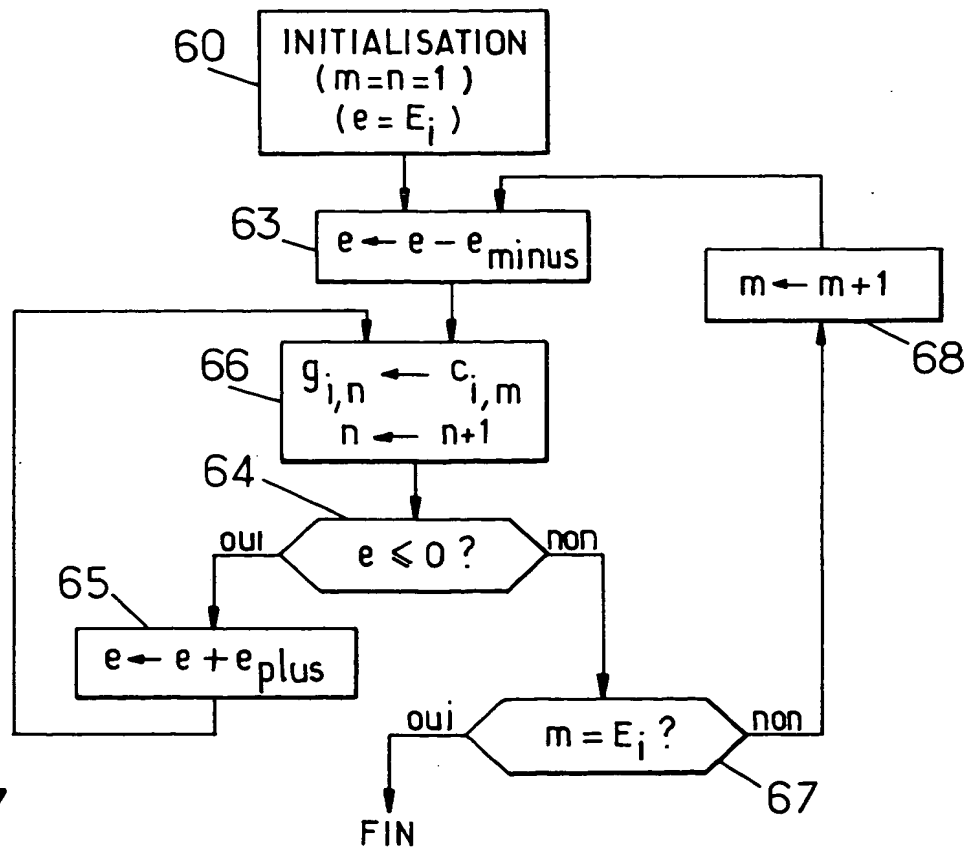 60
INITIALISATION
(m=n=1)
(e = E_i)
63
e ← e − e_minus
m ← m+1
68
66
g_i,n ← c_i,m
n ← n+1
64
oui
e ⩽ 0 ?
non
65
e ← e + e_plus
oui
m = E_i ?
non
67
FIN